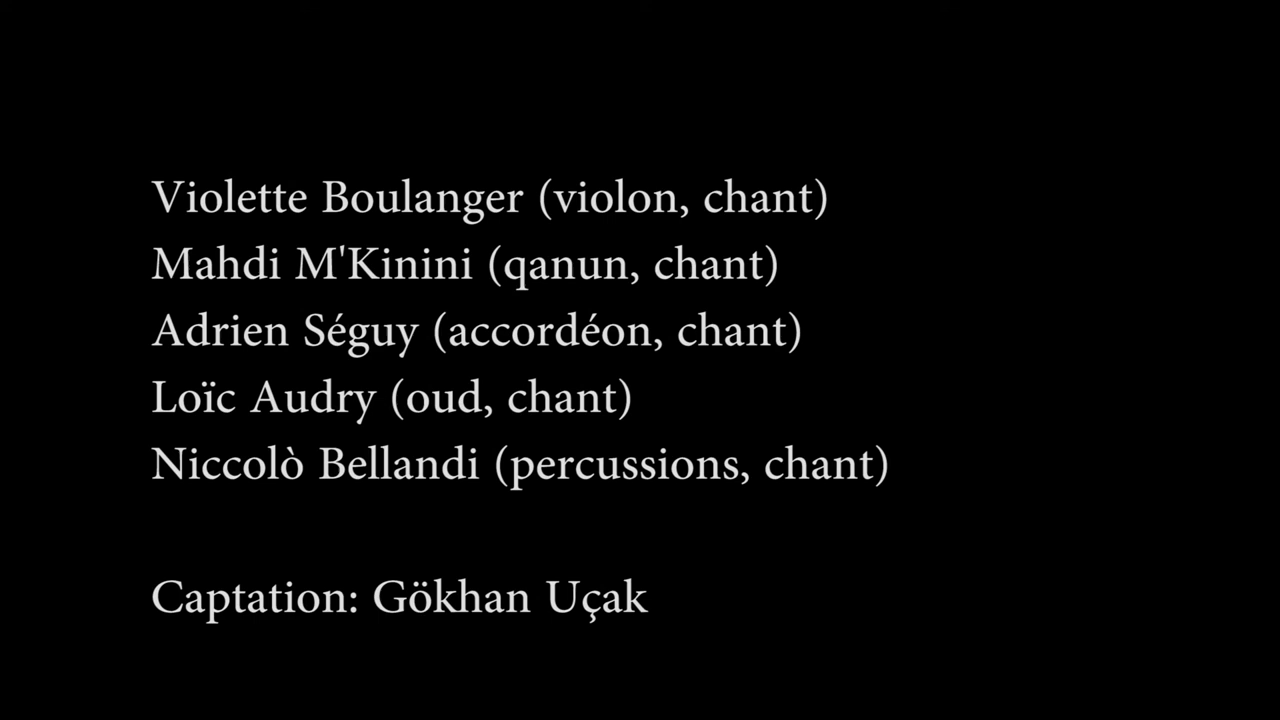 Violette Boulanger (violon, chant)
Mahdi M'Kinini (qanun, chant)
Adrien Séguy (accordéon, chant)
Loïc Audry (oud, chant)
Niccolò Bellandi (percussions, chant)
Captation: Gökhan Uçak